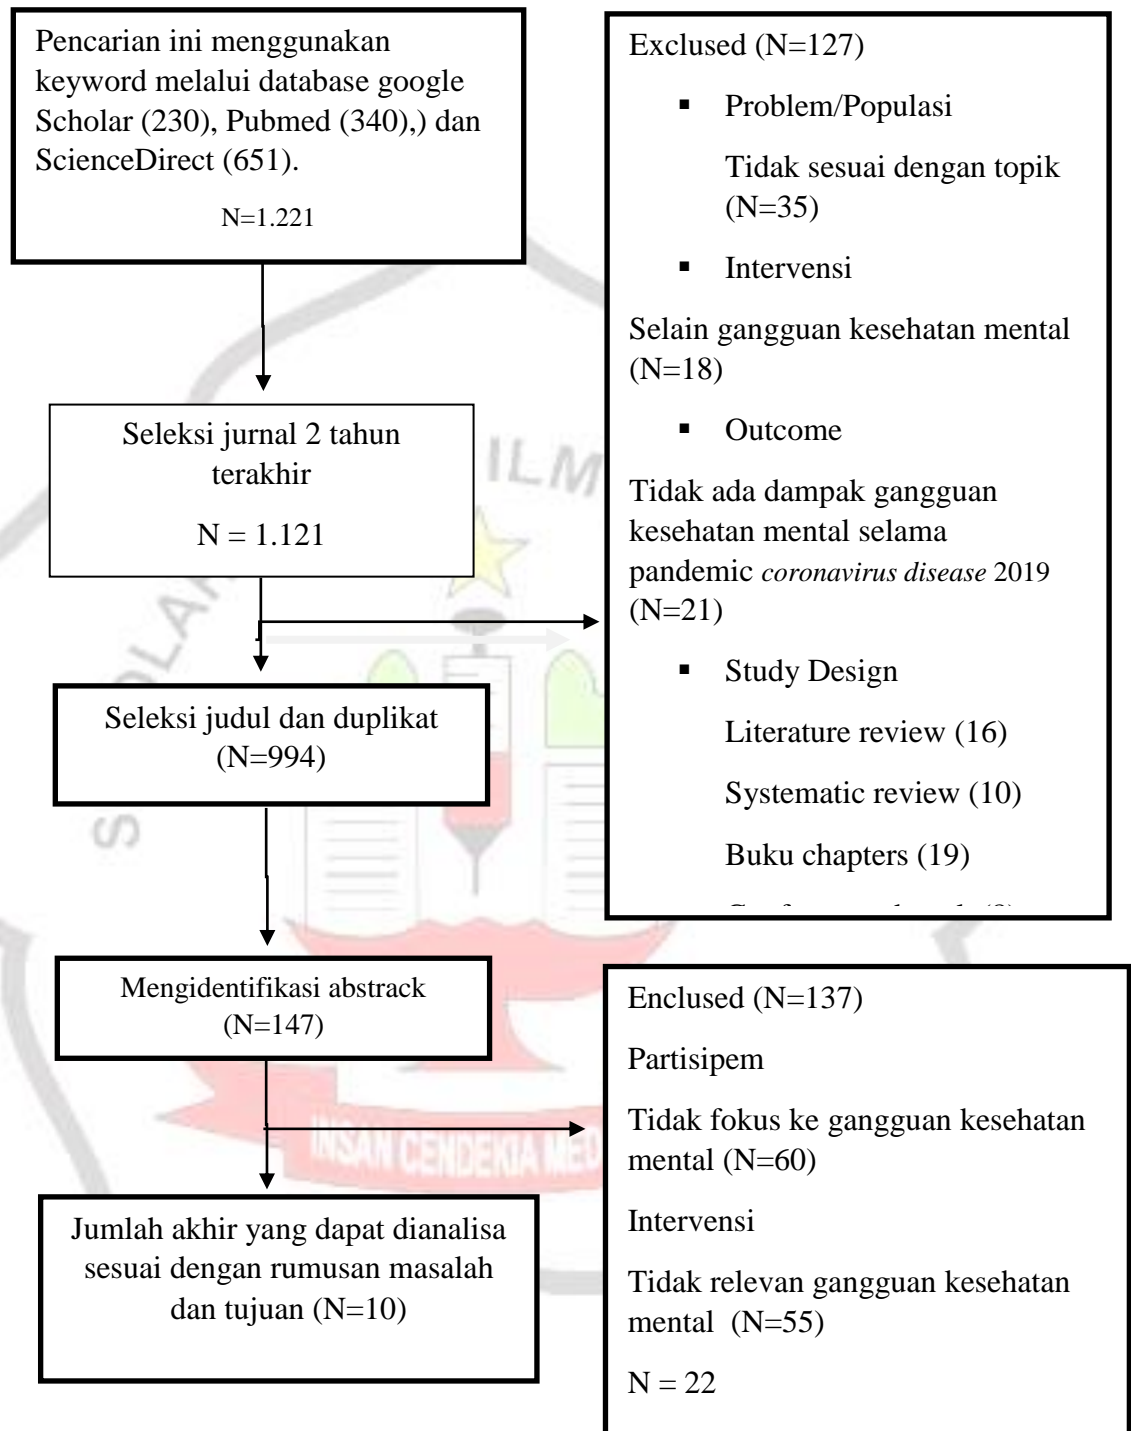 Pencarian ini menggunakan
keyword melalui database google
Scholar (230), Pubmed (340),) dan
ScienceDirect (651).
N=1.221
Exclused (N=127)
▪ Problem/Populasi
Tidak sesuai dengan topik
(N=35)
▪ Intervensi
Selain gangguan kesehatan mental
(N=18)
▪ Outcome
Tidak ada dampak gangguan
kesehatan mental selama
pandemic coronavirus disease 2019
(N=21)
▪ Study Design
Literature review (16)
Systematic review (10)
Buku chapters (19)
Seleksi jurnal 2 tahun
terakhir
N = 1.121
Seleksi judul dan duplikat
(N=994)
Mengidentifikasi abstrack
(N=147)
Enclused (N=137)
Partisipem
Tidak fokus ke gangguan kesehatan
mental (N=60)
Intervensi
Tidak relevan gangguan kesehatan
mental (N=55)
N = 22
Jumlah akhir yang dapat dianalisa
sesuai dengan rumusan masalah
dan tujuan (N=10)
ILM
INSAN CENDEKIA MED